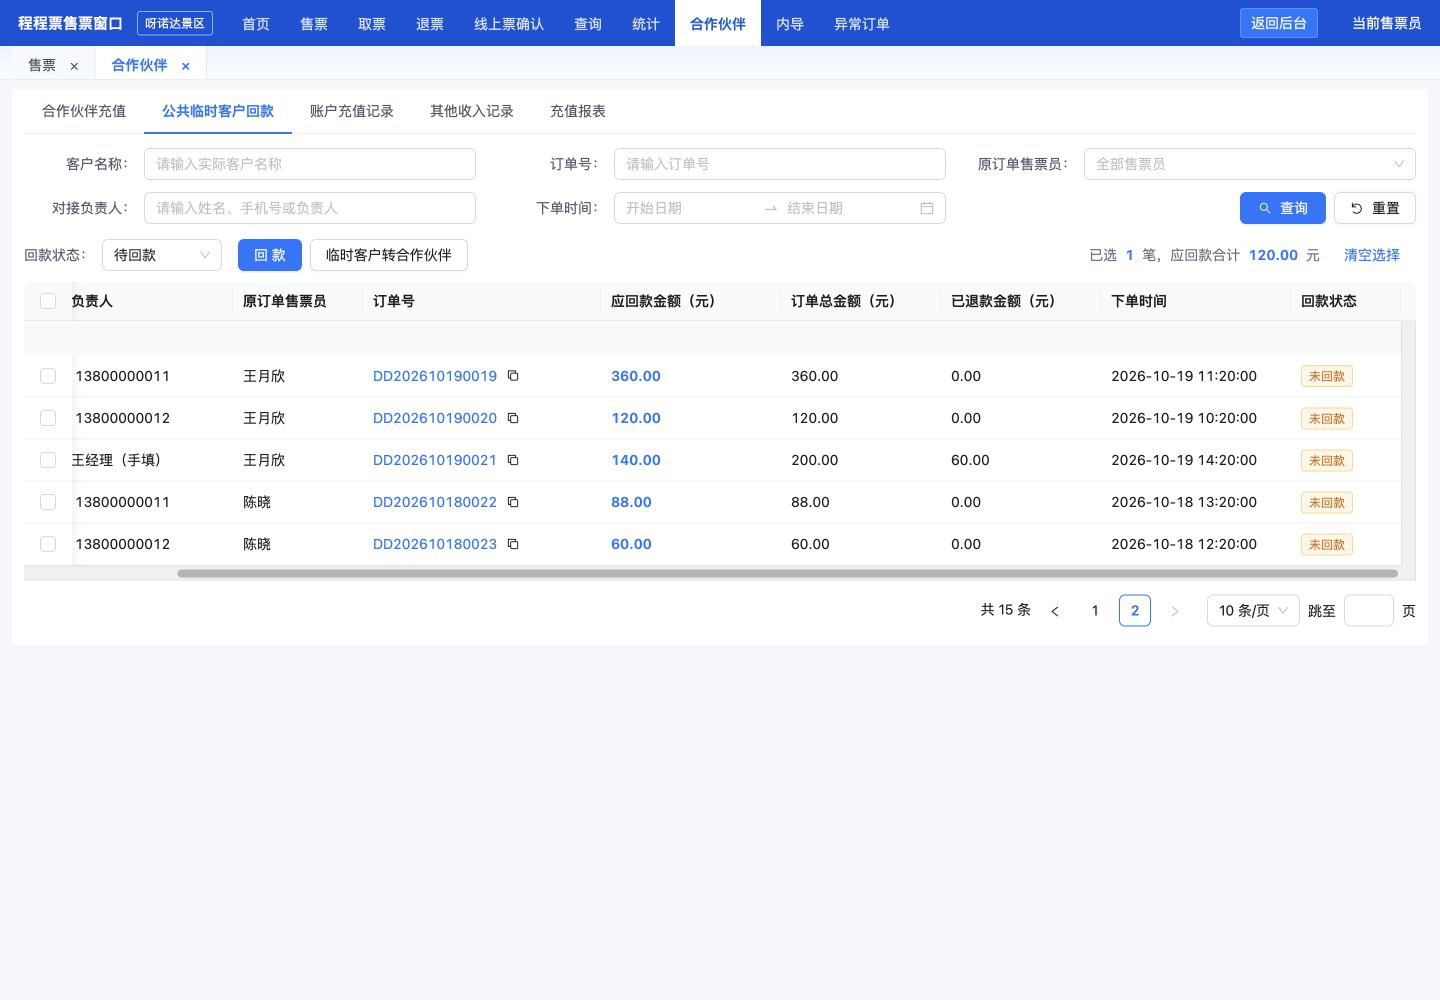 程程票售票窗口 呀诺达景区 首页 售票 取票 退票 线上票确认 查询 统计 合作伙伴 内导 异常订单 返回后台 当前售票员
售票 × 合作伙伴 ×
合作伙伴充值 公共临时客户回款 账户充值记录 其他收入记录 充值报表
客户名称: 请输入实际客户名称 订单号: 请输入订单号 原订单售票员: 全部售票员
对接负责人: 请输入姓名、手机号或负责人 下单时间: 开始日期 → 结束日期 查询 重置
回款状态: 待回款 回 款 临时客户转合作伙伴 已选 1 笔, 应回款合计 120.00 元 清空选择
负责人 原订单售票员 订单号 应回款金额（元） 订单总金额（元） 已退款金额（元） 下单时间 回款状态
13800000011 王月欣 DD202610190019 360.00 360.00 0.00 2026-10-19 11:20:00 未回款
13800000012 王月欣 DD202610190020 120.00 120.00 0.00 2026-10-19 10:20:00 未回款
王经理（手填） 王月欣 DD202610190021 140.00 200.00 60.00 2026-10-19 14:20:00 未回款
13800000011 陈晓 DD202610180022 88.00 88.00 0.00 2026-10-18 13:20:00 未回款
13800000012 陈晓 DD202610180023 60.00 60.00 0.00 2026-10-18 12:20:00 未回款
共 15 条 < 1 2 > 10 条/页 跳至 页